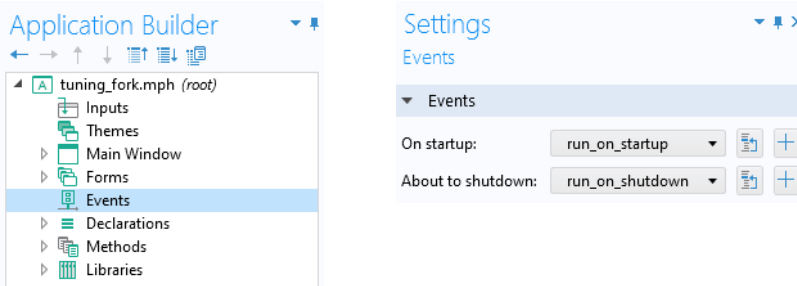 Application Builder
tuning_fork.mph (root)
Inputs
Themes
Main Window
Forms
Events
Declarations
Methods
Libraries
Settings
Events
Events
On startup: run_on_startup
About to shutdown: run_on_shutdown